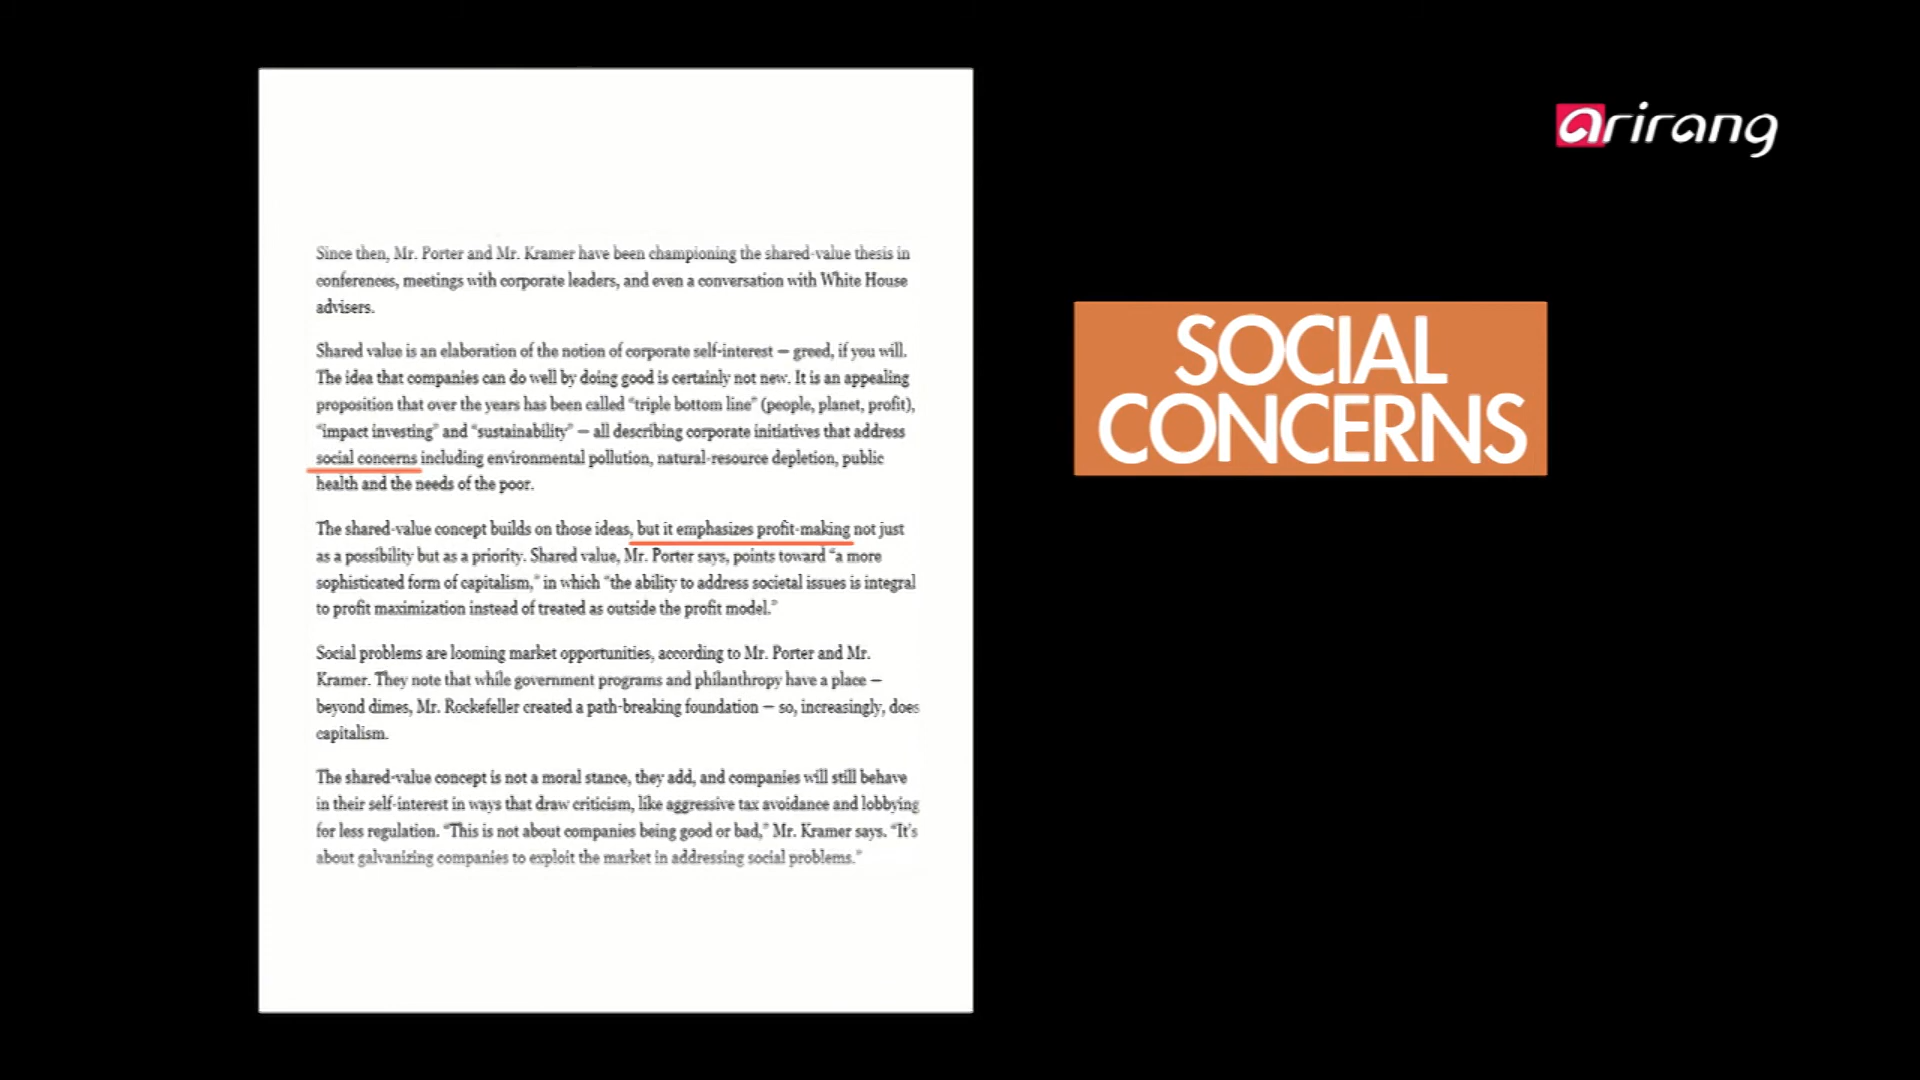 Since then, Mr. Porter and Mr. Kramer have been championing the shared-value thesis in
conferences, meetings with corporate leaders, and even a conversation with White House
advisers.
Shared value is an elaboration of the notion of corporate self-interest — greed, if you will.
The idea that companies can do well by doing good is certainly not new. It is an appealing
proposition that over the years has been called “triple bottom line” (people, planet, profit),
“impact investing” and “sustainability” — all describing corporate initiatives that address
social concerns including environmental pollution, natural-resource depletion, public
health and the needs of the poor.
The shared-value concept builds on those ideas, but it emphasizes profit-making not just
as a possibility but as a priority. Shared value, Mr. Porter says, points toward “a more
sophisticated form of capitalism,” in which “the ability to address societal issues is integral
to profit maximization instead of treated as outside the profit model.”
Social problems are looming market opportunities, according to Mr. Porter and Mr.
Kramer. They note that while government programs and philanthropy have a place —
beyond dimes, Mr. Rockefeller created a path-breaking foundation — so, increasingly, does
capitalism.
The shared-value concept is not a moral stance, they add, and companies will still behave
in their self-interest in ways that draw criticism, like aggressive tax avoidance and lobbying
for less regulation. “This is not about companies being good or bad,” Mr. Kramer says. “It’s
about galvanizing companies to exploit the market in addressing social problems.”
SOCIAL
CONCERNS
arirang